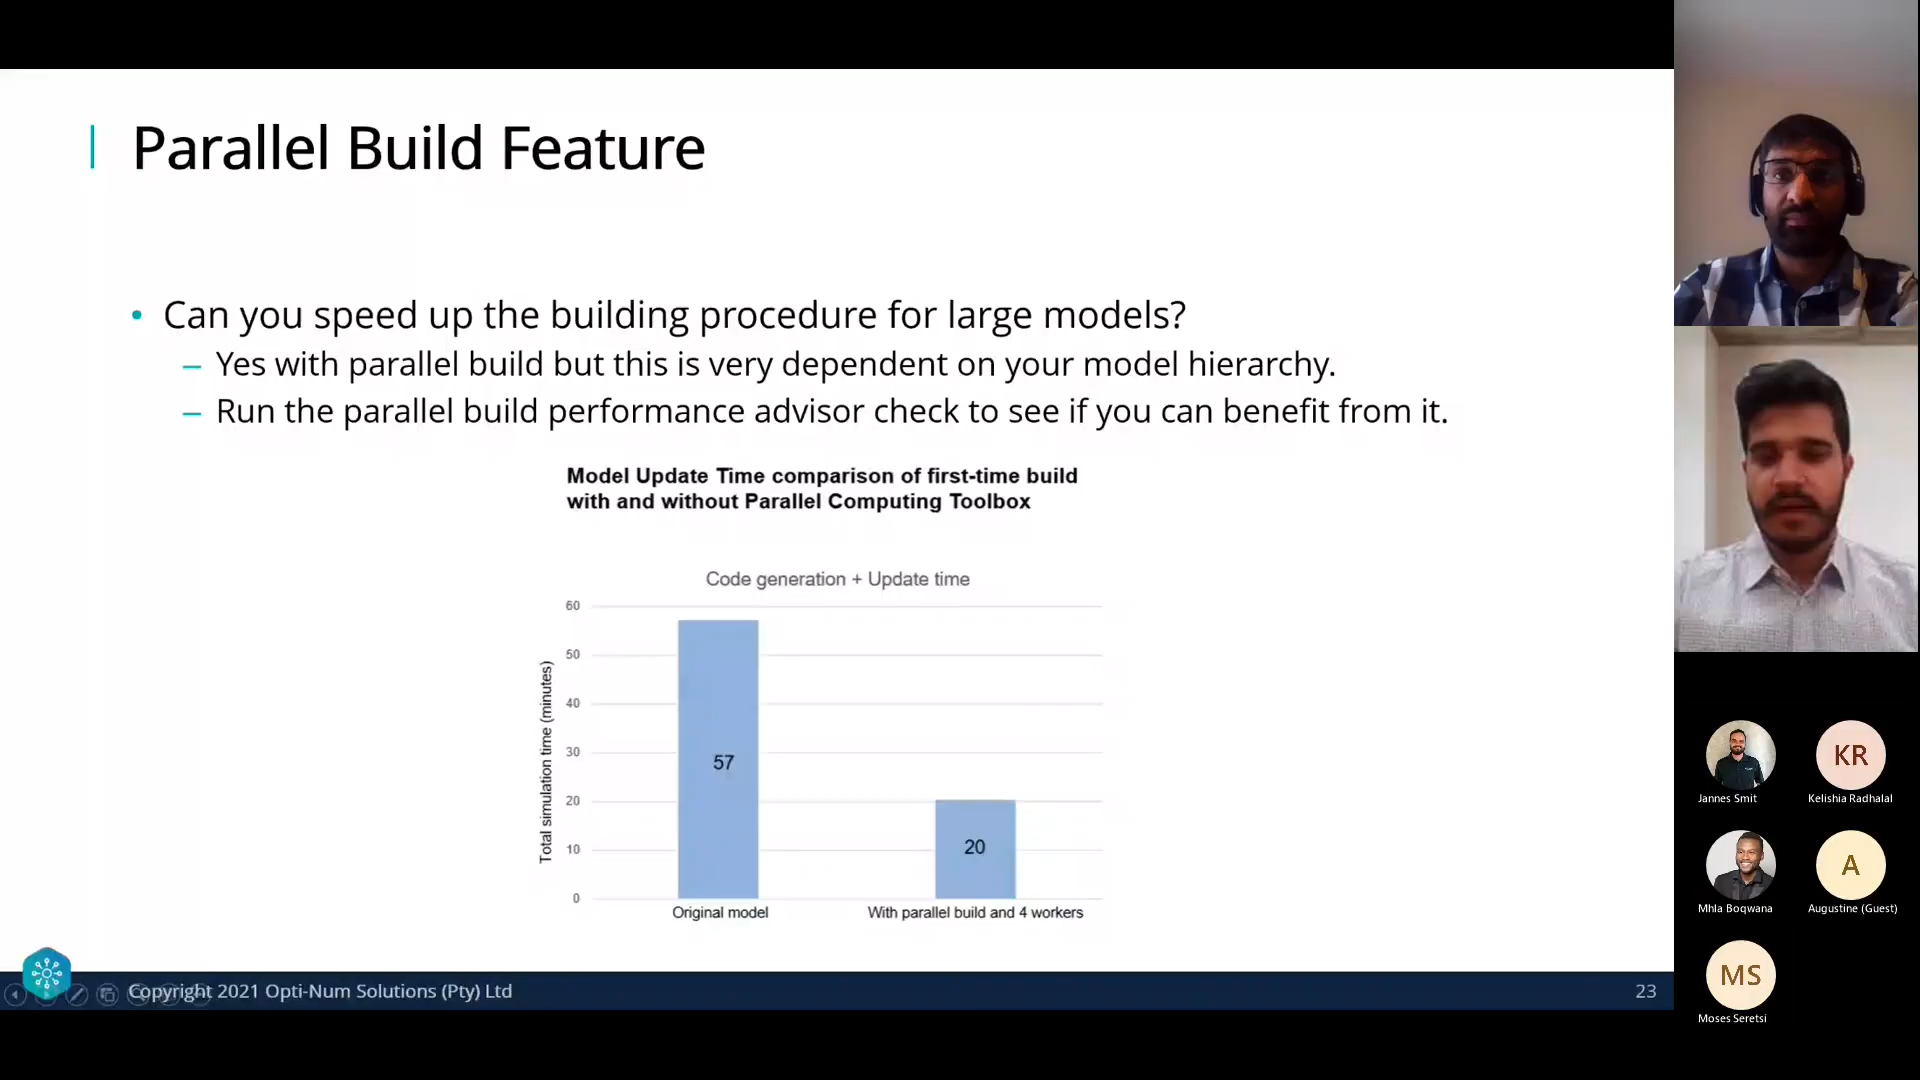 Parallel Build Feature
• Can you speed up the building procedure for large models?
– Yes with parallel build but this is very dependent on your model hierarchy.
– Run the parallel build performance advisor check to see if you can benefit from it.
Model Update Time comparison of first-time build
with and without Parallel Computing Toolbox
Code generation + Update time
Total simulation time (minutes)
60
50
40
30
20
10
0
57
20
Original model
With parallel build and 4 workers
Copyright 2021 Opti-Num Solutions (Pty) Ltd
23
KR
Jannes Smit
Kelishia Radhalal
A
Mhla Boqwana
Augustine (Guest)
MS
Moses Seretsi